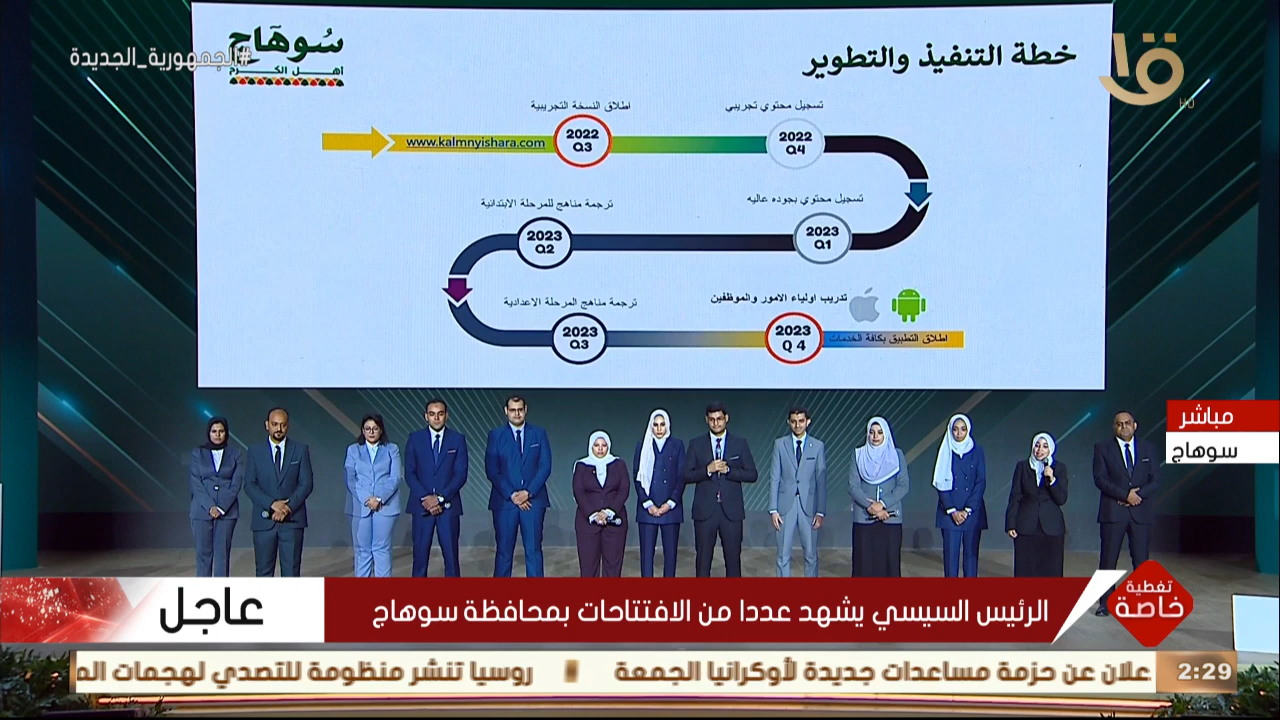 #الجمهورية_الجديدة
سُوهَاج
اهل الكرم
خطة التنفيذ والتطوير
HD
اطلاق النسخة التجريبية
تسجيل محتوي تجريبي
www.kalmnyishara.com
2022
Q3
2022
Q4
ترجمة مناهج للمرحلة الابتدائية
تسجيل محتوي بجوده عاليه
2023
Q2
2023
Q1
ترجمة مناهج المرحلة الاعدادية
تدريب اولياء الامور والموظفين
2023
Q3
2023
Q 4
اطلاق التطبيق بكافة الخدمات
مباشر
سوهاج
تغطية
خاصة
الرئيس السيسي يشهد عددا من الافتتاحات بمحافظة سوهاج
عاجل
2:29
علان عن حزمة مساعدات جديدة لأوكرانيا الجمعة
روسيا تنشر منظومة للتصدي لهجمات الم